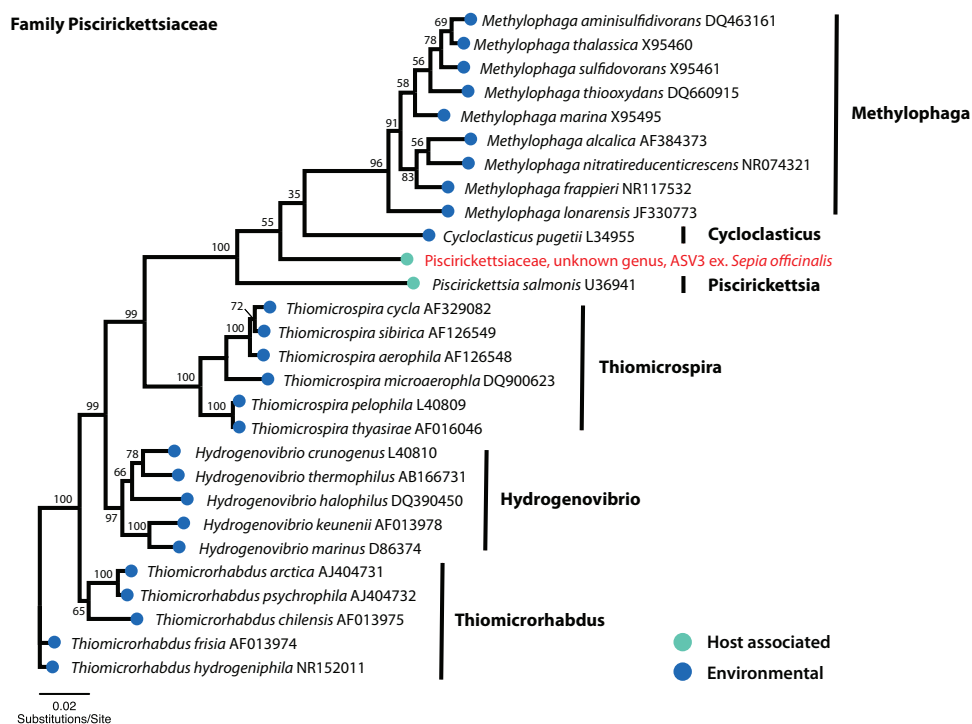 Family Piscirickettsiaceae
69
Methylophaga aminisulfidivorans DQ463161
78
Methylophaga thalassica X95460
56
Methylophaga sulfidovorans X95461
58
Methylophaga thiooxydans DQ660915
Methylophaga
91
Methylophaga marina X95495
56
Methylophaga alcalica AF384373
96
Methylophaga nitratireducenticrescens NR074321
83
Methylophaga frappieri NR117532
35
Methylophaga lonarensis JF330773
55
Cycloclasticus pugetii L34955
Cycloclasticus
100
Piscirickettsiaceae, unknown genus, ASV3 ex. Sepia officinalis
Piscirickettsia salmonis U36941
Piscirickettsia
72
Thiomicrospira cycla AF329082
99
100
Thiomicrospira sibirica AF126549
Thiomicrospira aerophila AF126548
Thiomicrospira
100
Thiomicrospira microaerophla DQ900623
100
Thiomicrospira pelophila L40809
99
Thiomicrospira thyasirae AF016046
78
Hydrogenovibrio crunogenus L40810
66
Hydrogenovibrio thermophilus AB166731
100
Hydrogenovibrio halophilus DQ390450
Hydrogenovibrio
97
100
Hydrogenovibrio keunenii AF013978
Hydrogenovibrio marinus D86374
100
Thiomicrorhabdus arctica AJ404731
Thiomicrorhabdus psychrophila AJ404732
65
Thiomicrorhabdus chilensis AF013975
Thiomicrorhabdus
Thiomicrorhabdus frisia AF013974
Thiomicrorhabdus hydrogeniphila NR152011
Host associated
Environmental
0.02
Substitutions/Site